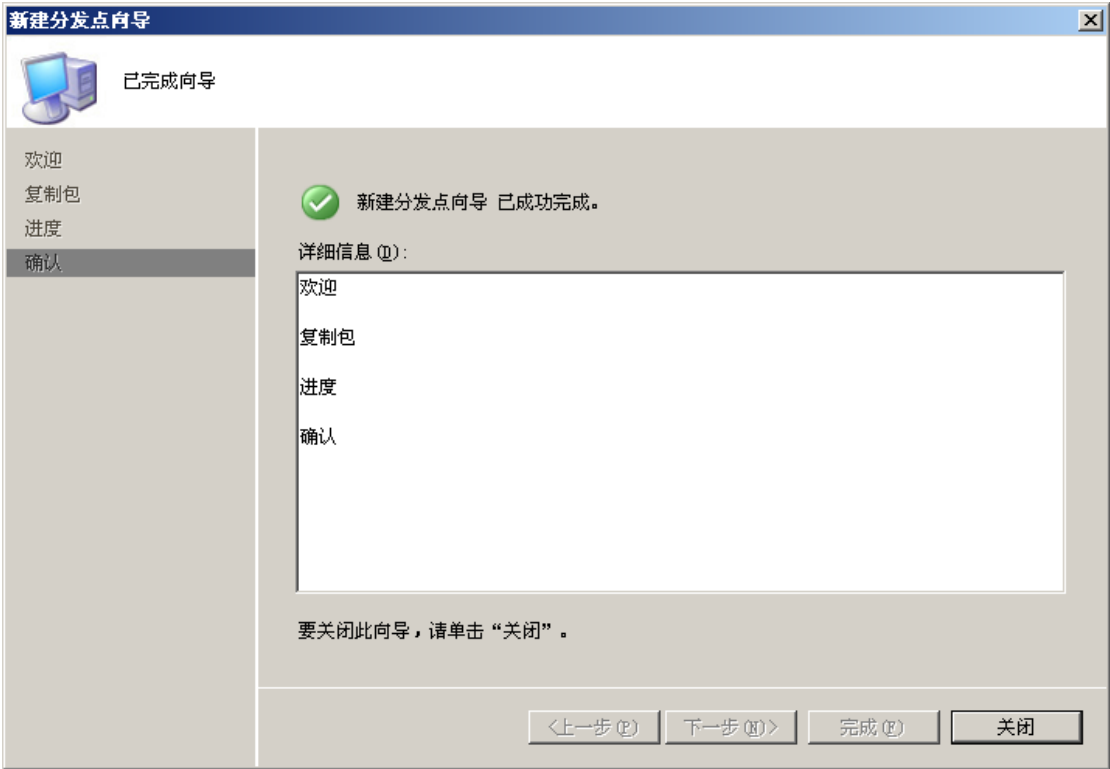 新建分发点向导
已完成向导
欢迎
复制包
进度
确认
新建分发点向导 已成功完成。
详细信息(D):
欢迎
复制包
进度
确认
要关闭此向导，请单击“关闭”。
<上一步(P)
下一步(N)>
完成(F)
关闭